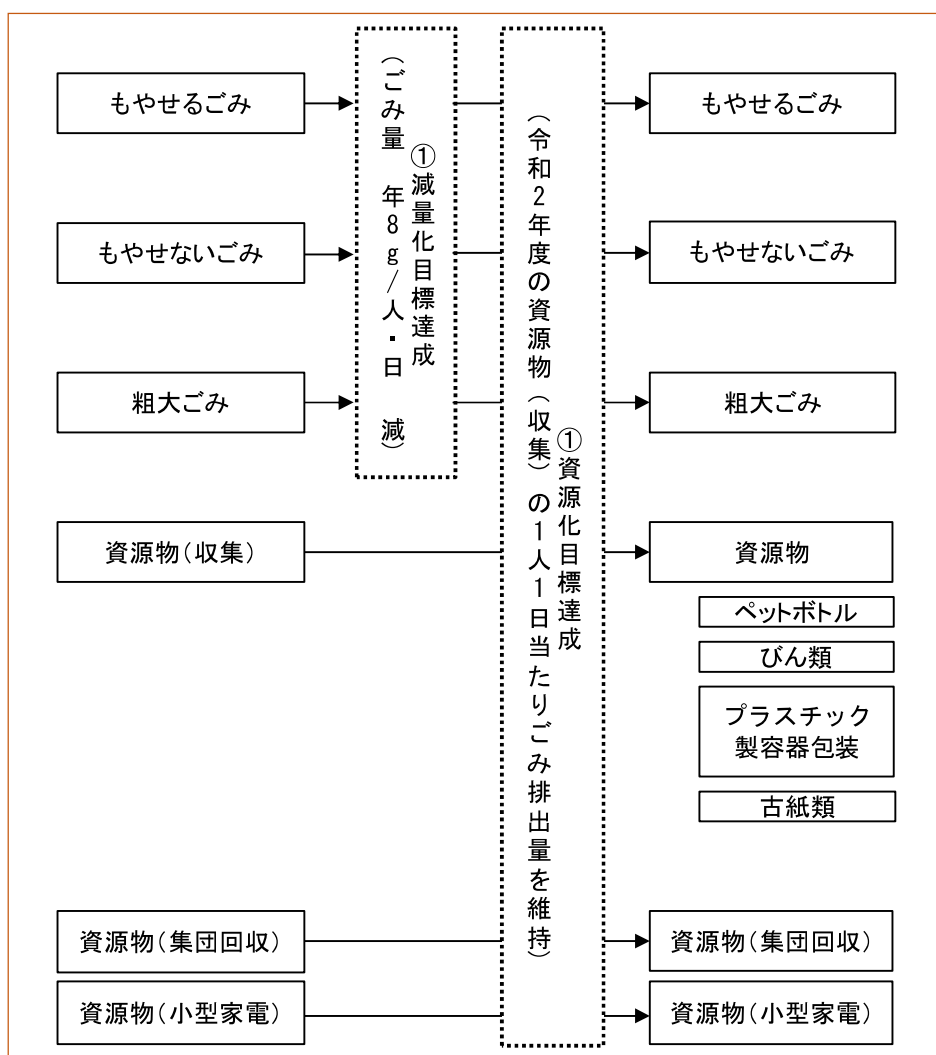 もやせるごみ
もやせないごみ
粗大ごみ
資源物(収集)
資源物(集団回収)
資源物(小型家電)
①減量化目標達成
(ごみ量 年8g/人・日 減)
①資源化目標達成
(令和2年度の資源物(収集)の1人1日当たりごみ排出量を維持)
もやせるごみ
もやせないごみ
粗大ごみ
資源物
ペットボトル
びん類
プラスチック
製容器包装
古紙類
資源物(集団回収)
資源物(小型家電)